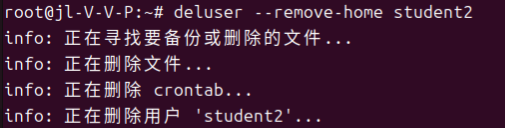 root@jl-V-V-P:~# deluser --remove-home student2
info: 正在寻找要备份或删除的文件...
info: 正在删除文件...
info: 正在删除 crontab...
info: 正在删除用户 'student2'...